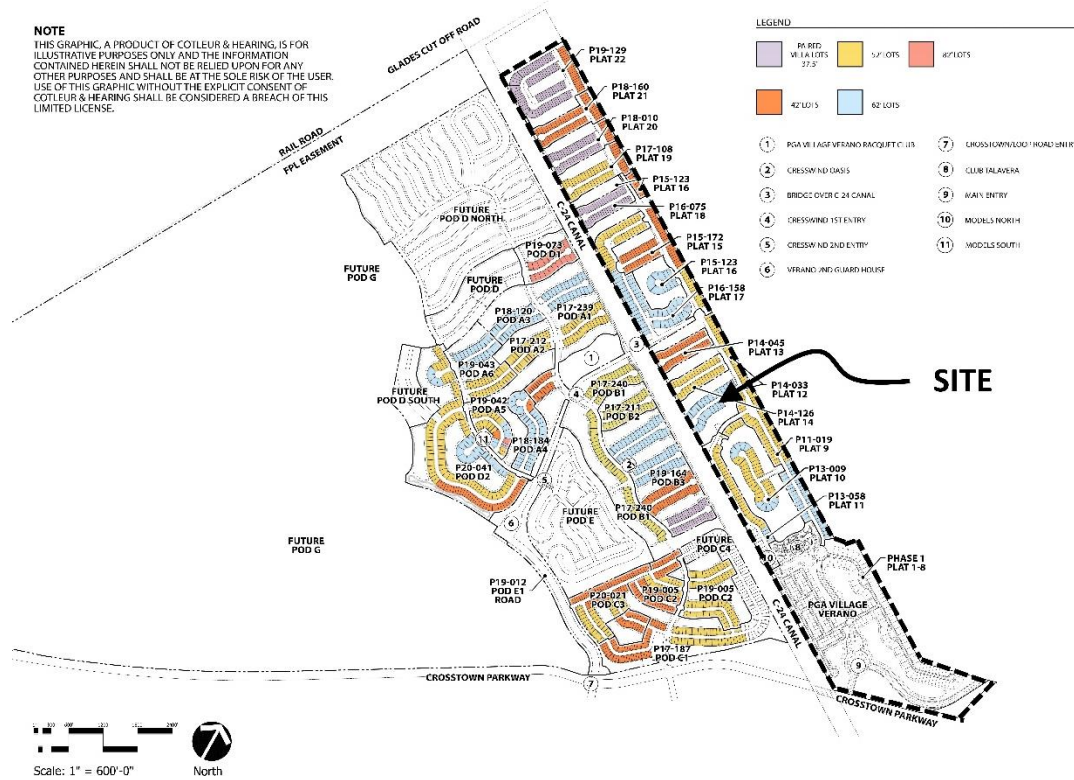 NOTE
THIS GRAPHIC, A PRODUCT OF COTLEUR & HEARING, IS FOR
ILLUSTRATIVE PURPOSES ONLY AND THE INFORMATION
CONTAINED HEREIN SHALL NOT BE RELIED UPON FOR ANY
OTHER PURPOSES AND SHALL BE AT THE SOLE RISK OF THE USER.
USE OF THIS GRAPHIC WITHOUT THE EXPLICIT CONSENT OF
COTLEUR & HEARING SHALL BE CONSIDERED A BREACH OF THIS
LIMITED LICENSE.
GLADES CUT OFF ROAD
RAIL ROAD
FPL EASEMENT
LEGEND
PAIRED
VILLA LOTS
37.5'
52' LOTS
82' LOTS
42' LOTS
62' LOTS
1 PGA VILLAGE VERANO RACQUET CLUB
2 CRESSWIND OASIS
3 BRIDGE OVER C-24 CANAL
4 CRESSWIND 1ST ENTRY
5 CRESSWIND 2ND ENTRY
6 VERANO 2ND GUARD HOUSE
7 CROSSTOWN/LOOP ROAD ENTRY
8 CLUB TALAVERA
9 MAIN ENTRY
10 MODELS NORTH
11 MODELS SOUTH
P19-129
PLAT 22
P18-160
PLAT 21
P18-010
PLAT 20
P17-108
PLAT 19
P15-123
PLAT 16
P16-075
PLAT 18
P15-172
PLAT 15
P15-123
PLAT 16
P16-158
PLAT 17
P14-045
PLAT 13
SITE
P14-033
PLAT 12
P14-126
PLAT 14
P11-019
PLAT 9
P13-009
PLAT 10
P13-058
PLAT 11
PHASE 1
PLAT 1-8
PGA VILLAGE
VERANO
C-24 CANAL
FUTURE
POD D NORTH
FUTURE
POD G
FUTURE
POD D
P19-073
POD D1
P18-120
POD A3
P17-239
POD A1
P17-212
POD A2
P19-043
POD A6
FUTURE
POD D SOUTH
P19-042
POD A5
P18-184
POD A4
P20-041
POD D2
1
3
4
P17-240
POD B1
P17-211
POD B2
2
11
5
6
P19-164
POD B3
P17-240
POD B1
FUTURE
POD E
FUTURE
POD C4
FUTURE
POD G
P19-012
POD E1
ROAD
P20-021
POD C3
P19-005
POD C2
P19-005
POD C2
P17-187
POD C1
C-24 CANAL
10
8
9
7
CROSSTOWN PARKWAY
CROSSTOWN PARKWAY
Scale: 1" = 600'-0"
North